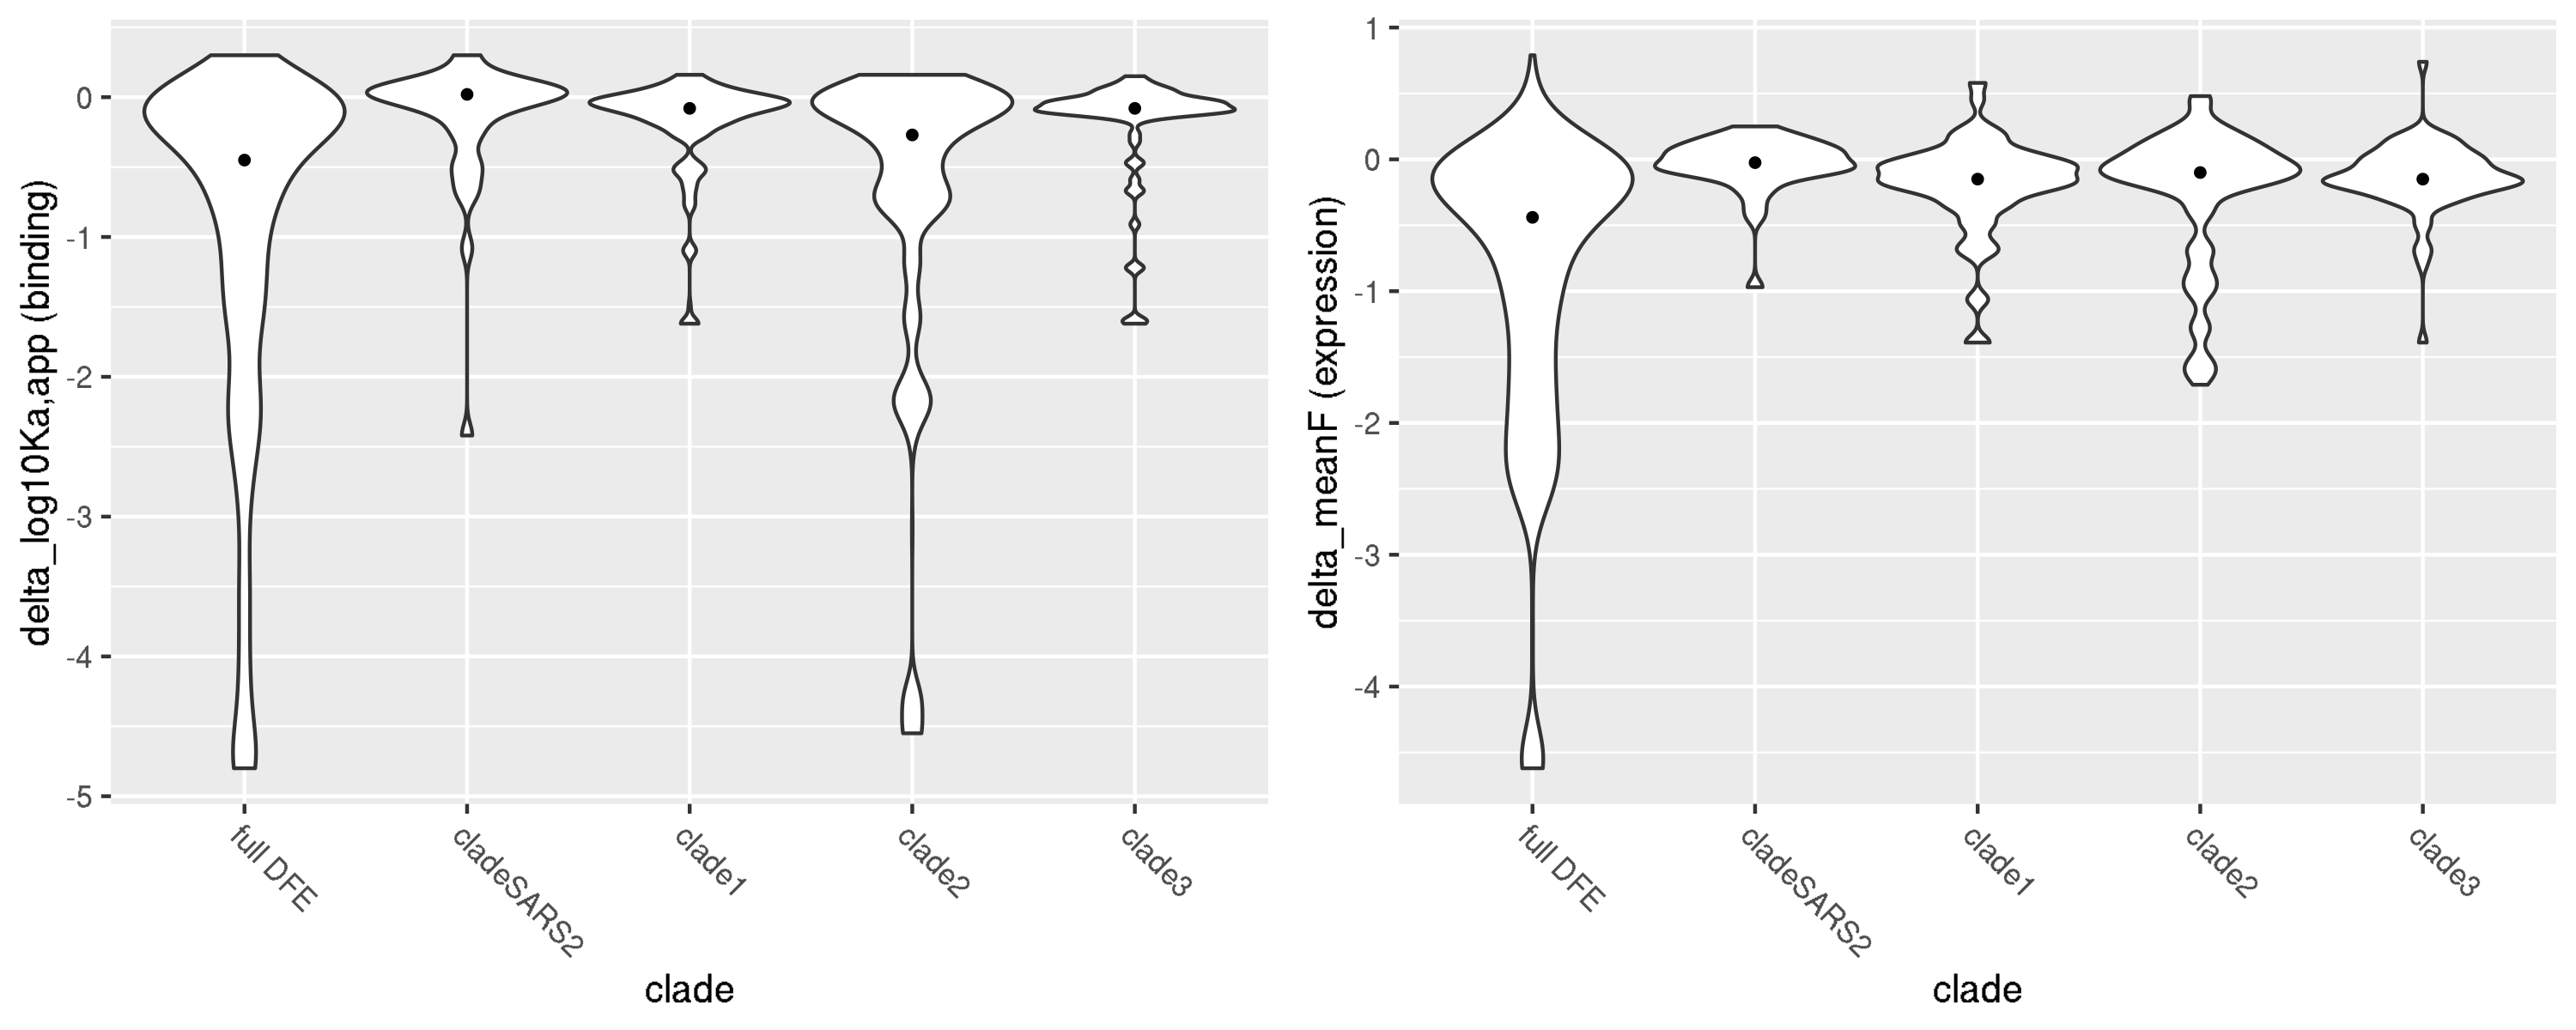 delta_log10Ka,app (binding)
0
-1
-2
-3
-4
-5
full DFE
cladeSARS2
clade1
clade2
clade3
clade
delta_meanF (expression)
1
0
-1
-2
-3
-4
full DFE
cladeSARS2
clade1
clade2
clade3
clade